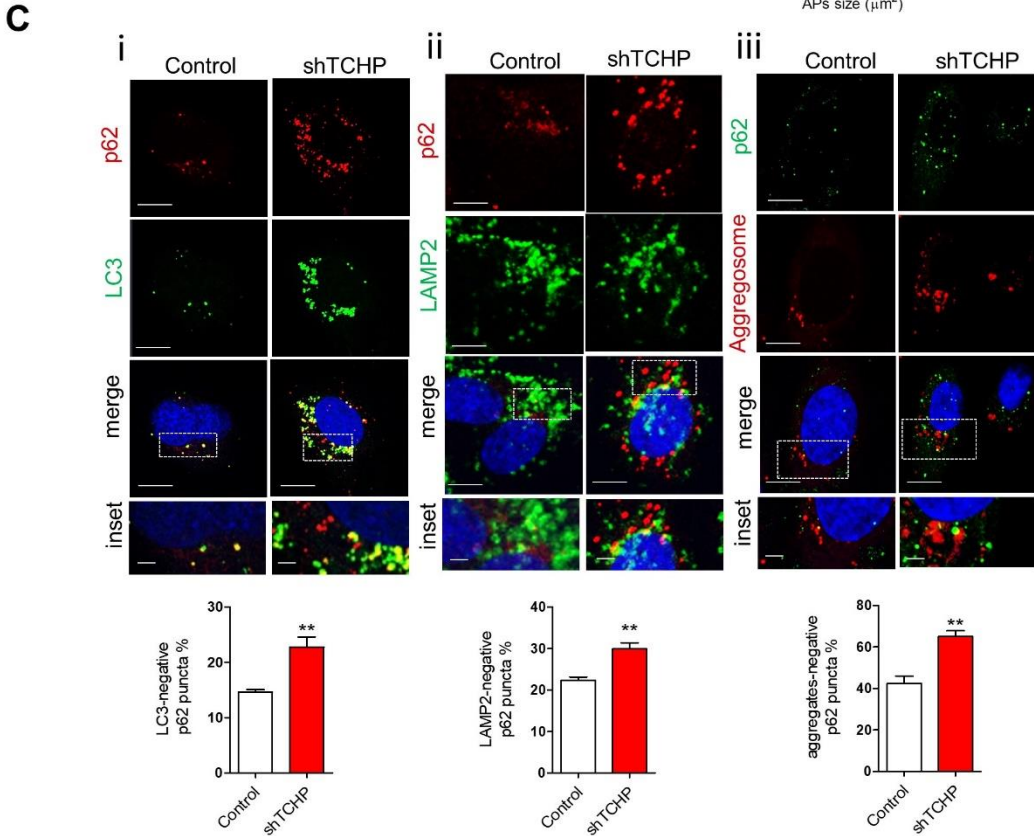 APs size (μm²)
C
i
ii
iii
Control
shTCHP
Control
shTCHP
Control
shTCHP
p62
p62
p62
LC3
LAMP2
Aggregosome
merge
merge
merge
inset
inset
inset
30
20
10
0
LC3-negative
p62 puncta %
**
Control
shTCHP
40
30
20
10
0
LAMP2-negative
p62 puncta %
**
Control
shTCHP
80
60
40
20
0
aggregates-negative
p62 puncta %
**
Control
shTCHP